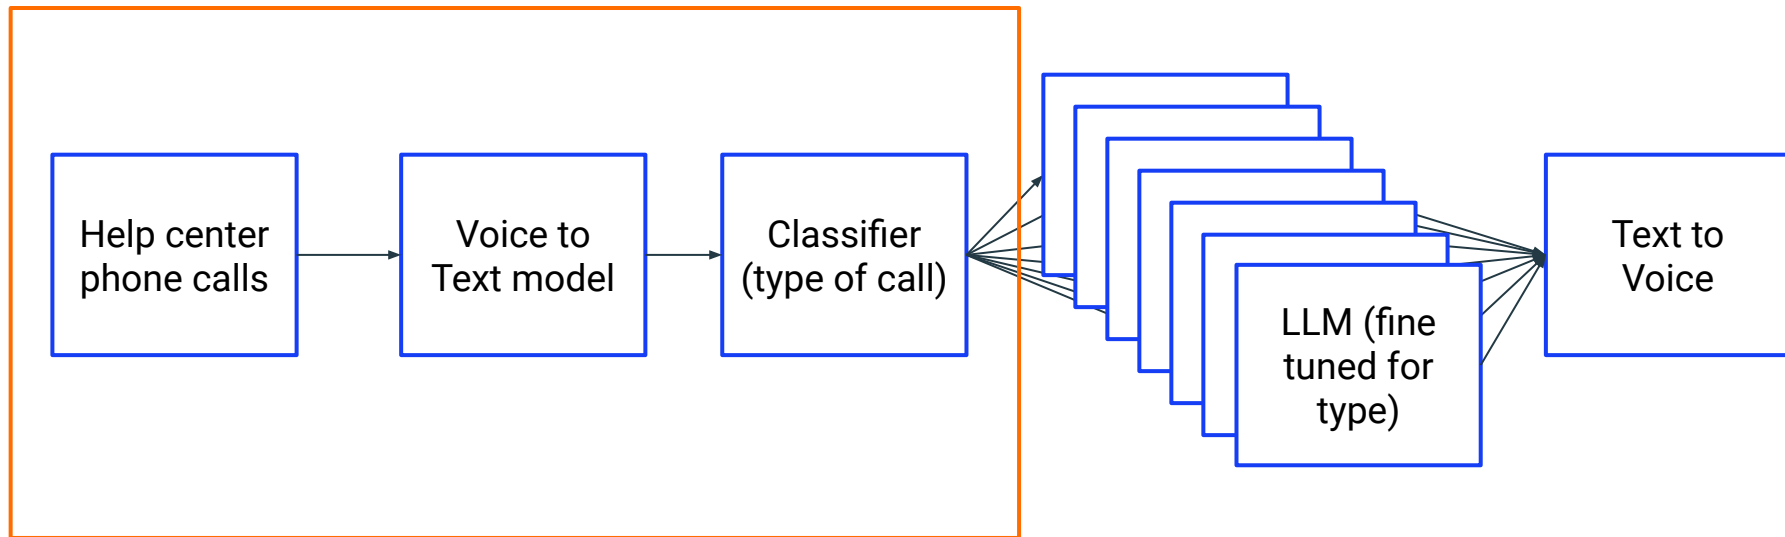 Help center
phone calls
Voice to
Text model
Classifier
(type of call)
LLM (fine
tuned for
type)
Text to
Voice